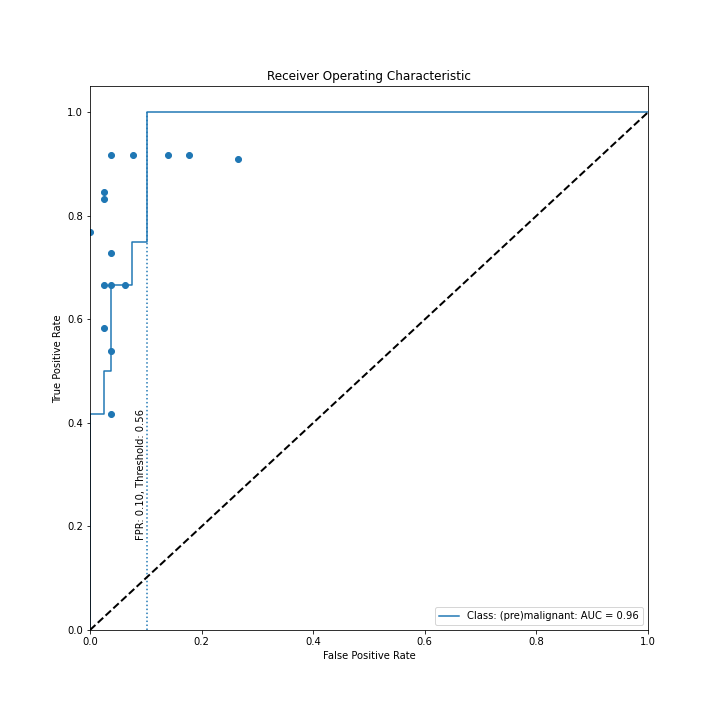 Receiver Operating Characteristic
1.0
0.8
0.6
0.4
0.2
0.0
True Positive Rate
FPR: 0.10, Threshold: 0.56
Class: (pre)malignant: AUC = 0.96
0.0 0.2 0.4 0.6 0.8 1.0
False Positive Rate